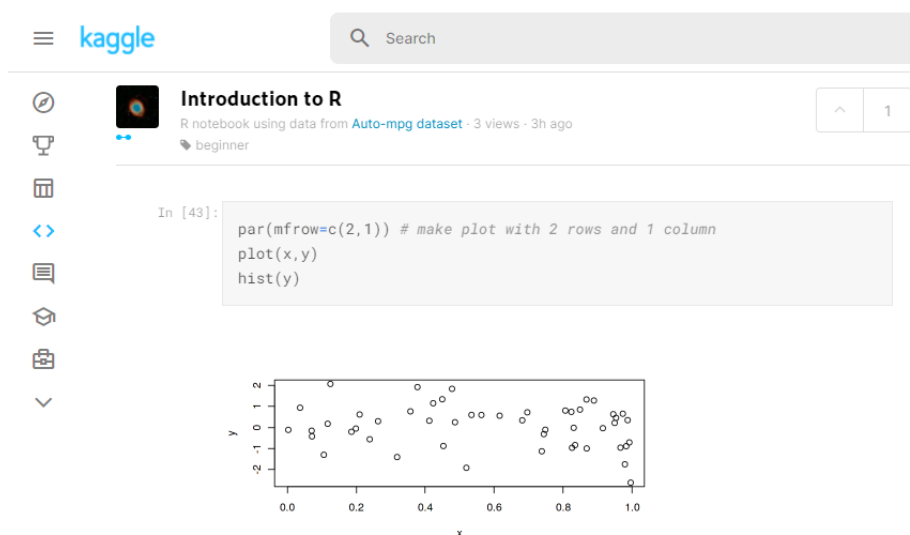 kaggle
Search
Introduction to R
R notebook using data from Auto-mpg dataset · 3 views · 3h ago
beginner
1
In [43]:
par(mfrow=c(2,1)) # make plot with 2 rows and 1 column
plot(x,y)
hist(y)
2
1
0
-1
-2
y
0.0 0.2 0.4 0.6 0.8 1.0
x